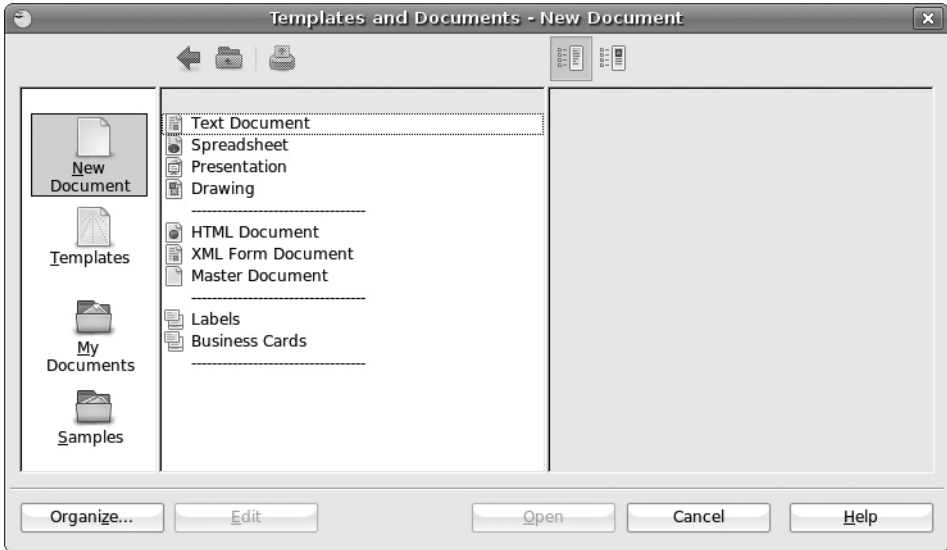 Templates and Documents - New Document
New
Document
Templates
My
Documents
Samples
Text Document
Spreadsheet
Presentation
Drawing
--------------------------------
HTML Document
XML Form Document
Master Document
--------------------------------
Labels
Business Cards
--------------------------------
Organize...
Edit
Open
Cancel
Help